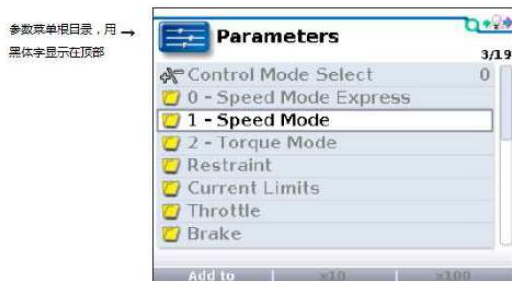 参数菜单根目录，用 →
黑体字显示在顶部
Parameters
3/19
Control Mode Select 0
0 - Speed Mode Express
1 - Speed Mode
2 - Torque Mode
Restraint
Current Limits
Throttle
Brake
Add to | ×10 | ×100